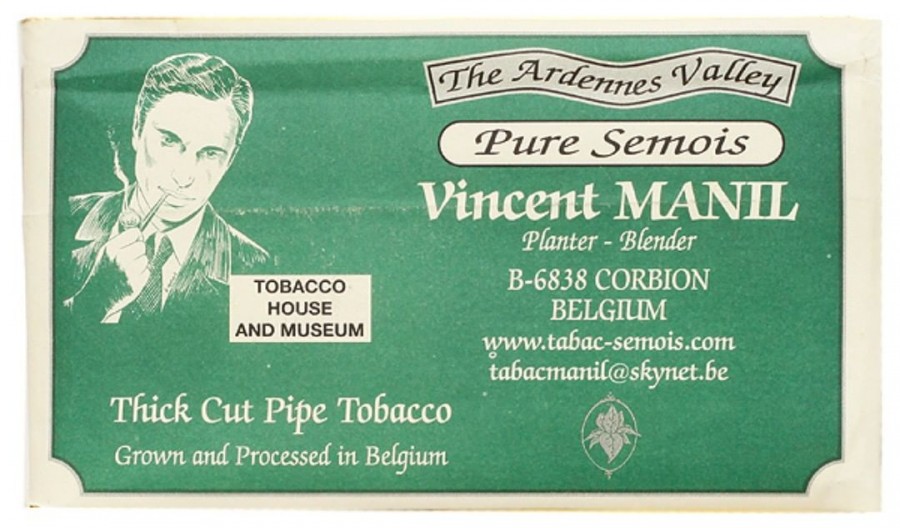 The Ardennes Valley
Pure Semois
Vincent MANIL
Planter - Blender
B-6838 CORBION
BELGIUM
www.tabac-semois.com
tabacmanil@skynet.be
TOBACCO
HOUSE
AND MUSEUM
Thick Cut Pipe Tobacco
Grown and Processed in Belgium